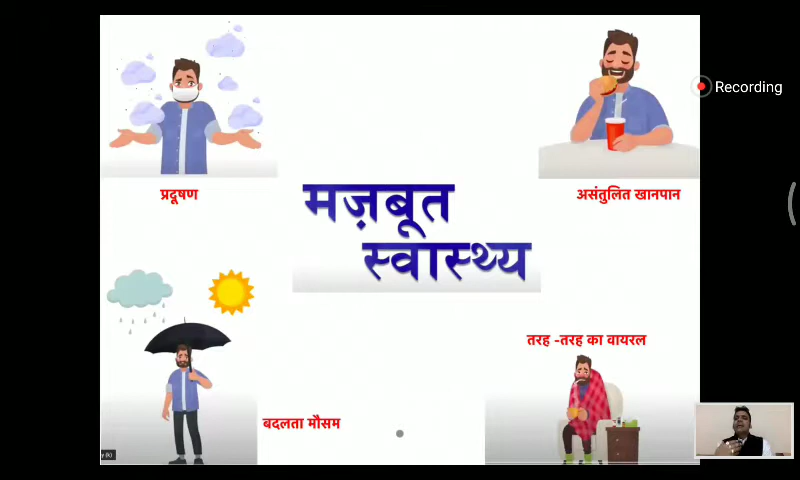 Recording
प्रदूषण
असंतुलित खानपान
मज़बूत
स्वास्थ्य
तरह -तरह का वायरल
बदलता मौसम